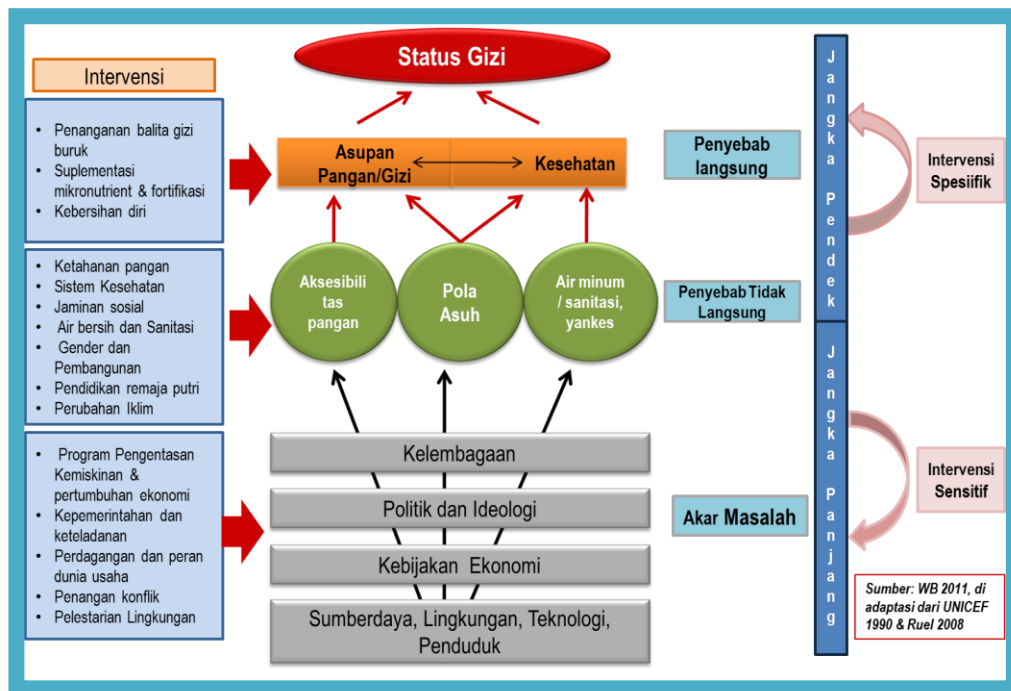 Status Gizi
Intervensi
• Penanganan balita gizi
buruk
• Suplementasi
mikronutrient & fortifikasi
• Kebersihan diri
Asupan
Pangan/Gizi
Kesehatan
Penyebab
langsung
• Ketahanan pangan
• Sistem Kesehatan
• Jaminan sosial
• Air bersih dan Sanitasi
• Gender dan
Pembangunan
• Pendidikan remaja putri
• Perubahan Iklim
Aksesibili
tas
pangan
Pola
Asuh
Air minum
/ sanitasi,
yankes
Penyebab Tidak
Langsung
• Program Pengentasan
Kemiskinan &
pertumbuhan ekonomi
• Kepemerintahan dan
keteladanan
• Perdagangan dan peran
dunia usaha
• Penangan konflik
• Pelestarian Lingkungan
Kelembagaan
Politik dan Ideologi
Kebijakan Ekonomi
Sumberdaya, Lingkungan, Teknologi,
Penduduk
Akar Masalah
Jangka Pendek
Jangka Panjang
Intervensi
Spesiifik
Intervensi
Sensitif
Sumber: WB 2011, di
adaptasi dari UNICEF
1990 & Ruel 2008